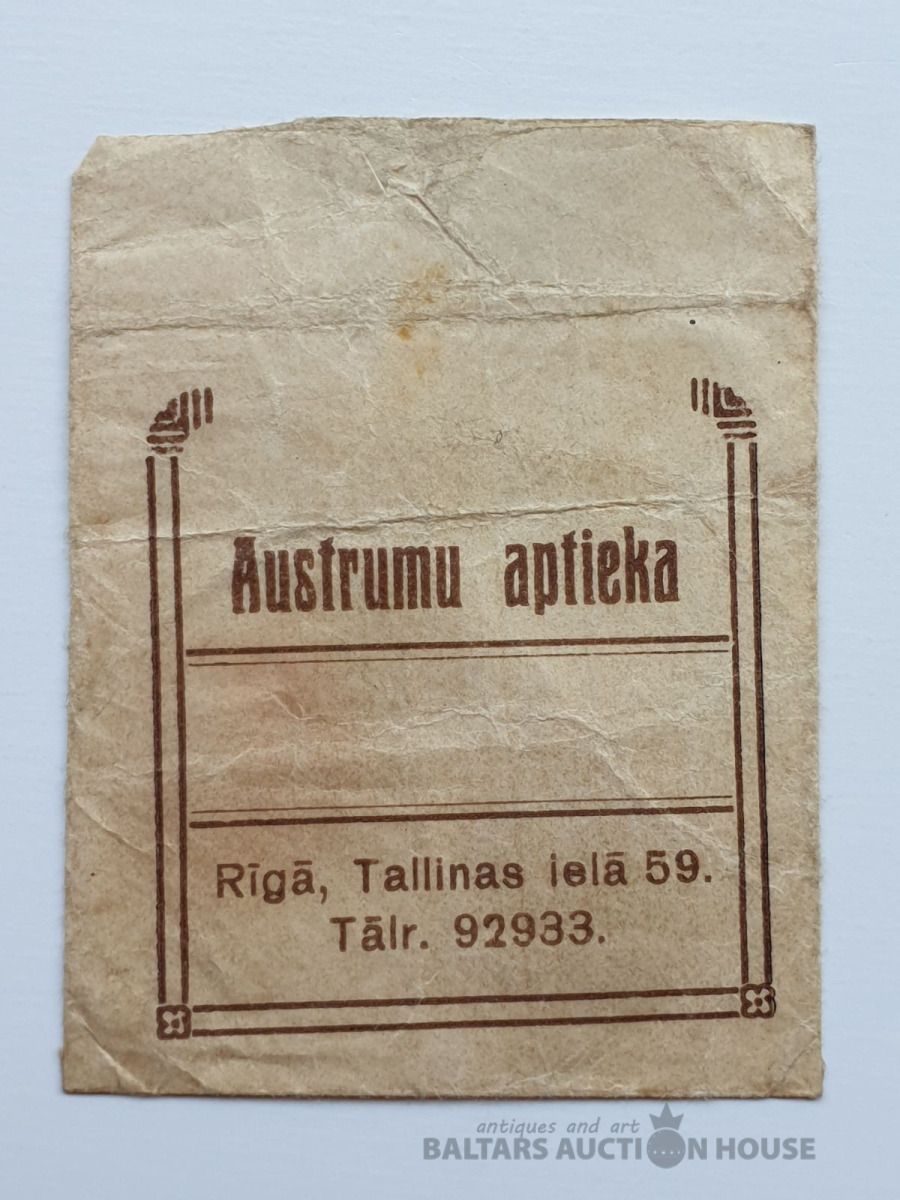 Austrumu aptieka
Rīgā, Tallinas ielā 59.
Tālr. 92933.
antiques and art
BALTARS AUCTION HOUSE